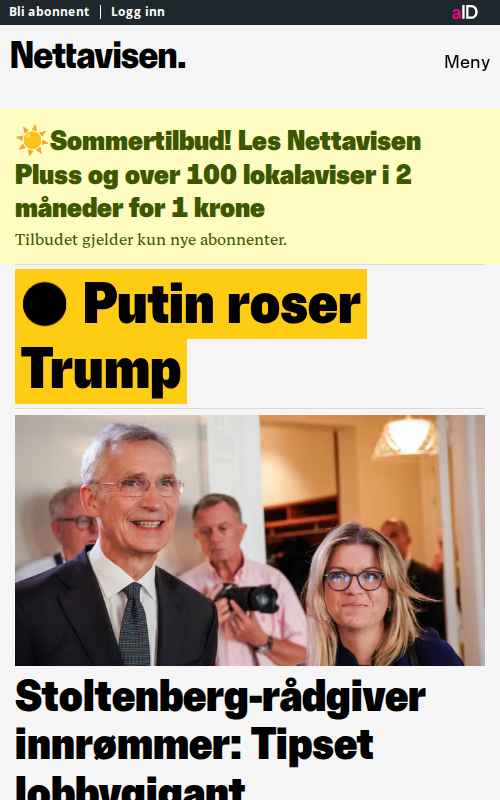 Bli abonnent | Logg inn
aID
Nettavisen.
Meny
☀️Sommertilbud! Les Nettavisen
Pluss og over 100 lokalaviser i 2
måneder for 1 krone
Tilbudet gjelder kun nye abonnenter.
● Putin roser
Trump
Stoltenberg-rådgiver
innrømmer: Tipset
lobbygigant